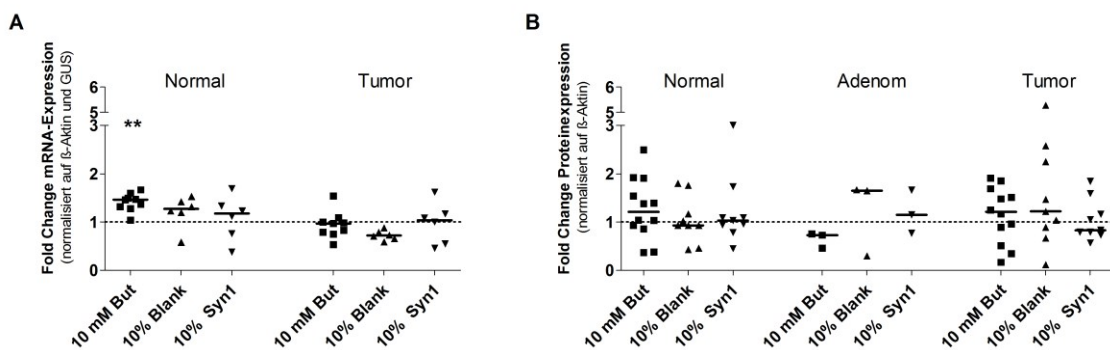 A
Fold Change mRNA-Expression
(normalisiert auf ß-Aktin und GUS)
6
5
3
2
1
0
Normal
Tumor
**
10 mM But
10% Blank
10% Syn1
10 mM But
10% Blank
10% Syn1
B
Fold Change Proteinexpression
(normalisiert auf ß-Aktin)
6
5
3
2
1
0
Normal
Adenom
Tumor
10 mM But
10% Blank
10% Syn1
10 mM But
10% Blank
10% Syn1
10 mM But
10% Blank
10% Syn1